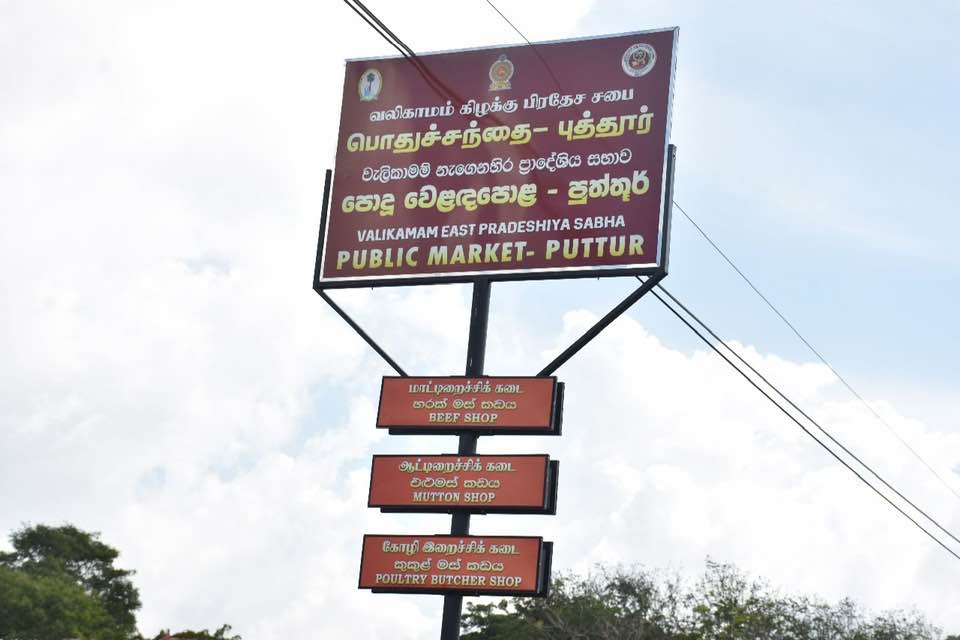 வலிகாமம் கிழக்கு பிரதேச சபை
பொதுச்சந்தை- புத்தூர்
වැලිකාමම් නැගෙනහිර ප්‍රාදේශිය සභාව
පොදු වෙළඳපොළ - පුත්තූර්
VALIKAMAM EAST PRADESHIYA SABHA
PUBLIC MARKET- PUTTUR
மாட்டிறைச்சிக் கடை
හරක් මස් කඩය
BEEF SHOP
ஆட்டிறைச்சிக் கடை
එළුමස් කඩය
MUTTON SHOP
கோழி இறைச்சிக் கடை
කුකුළ් මස් කඩය
POULTRY BUTCHER SHOP